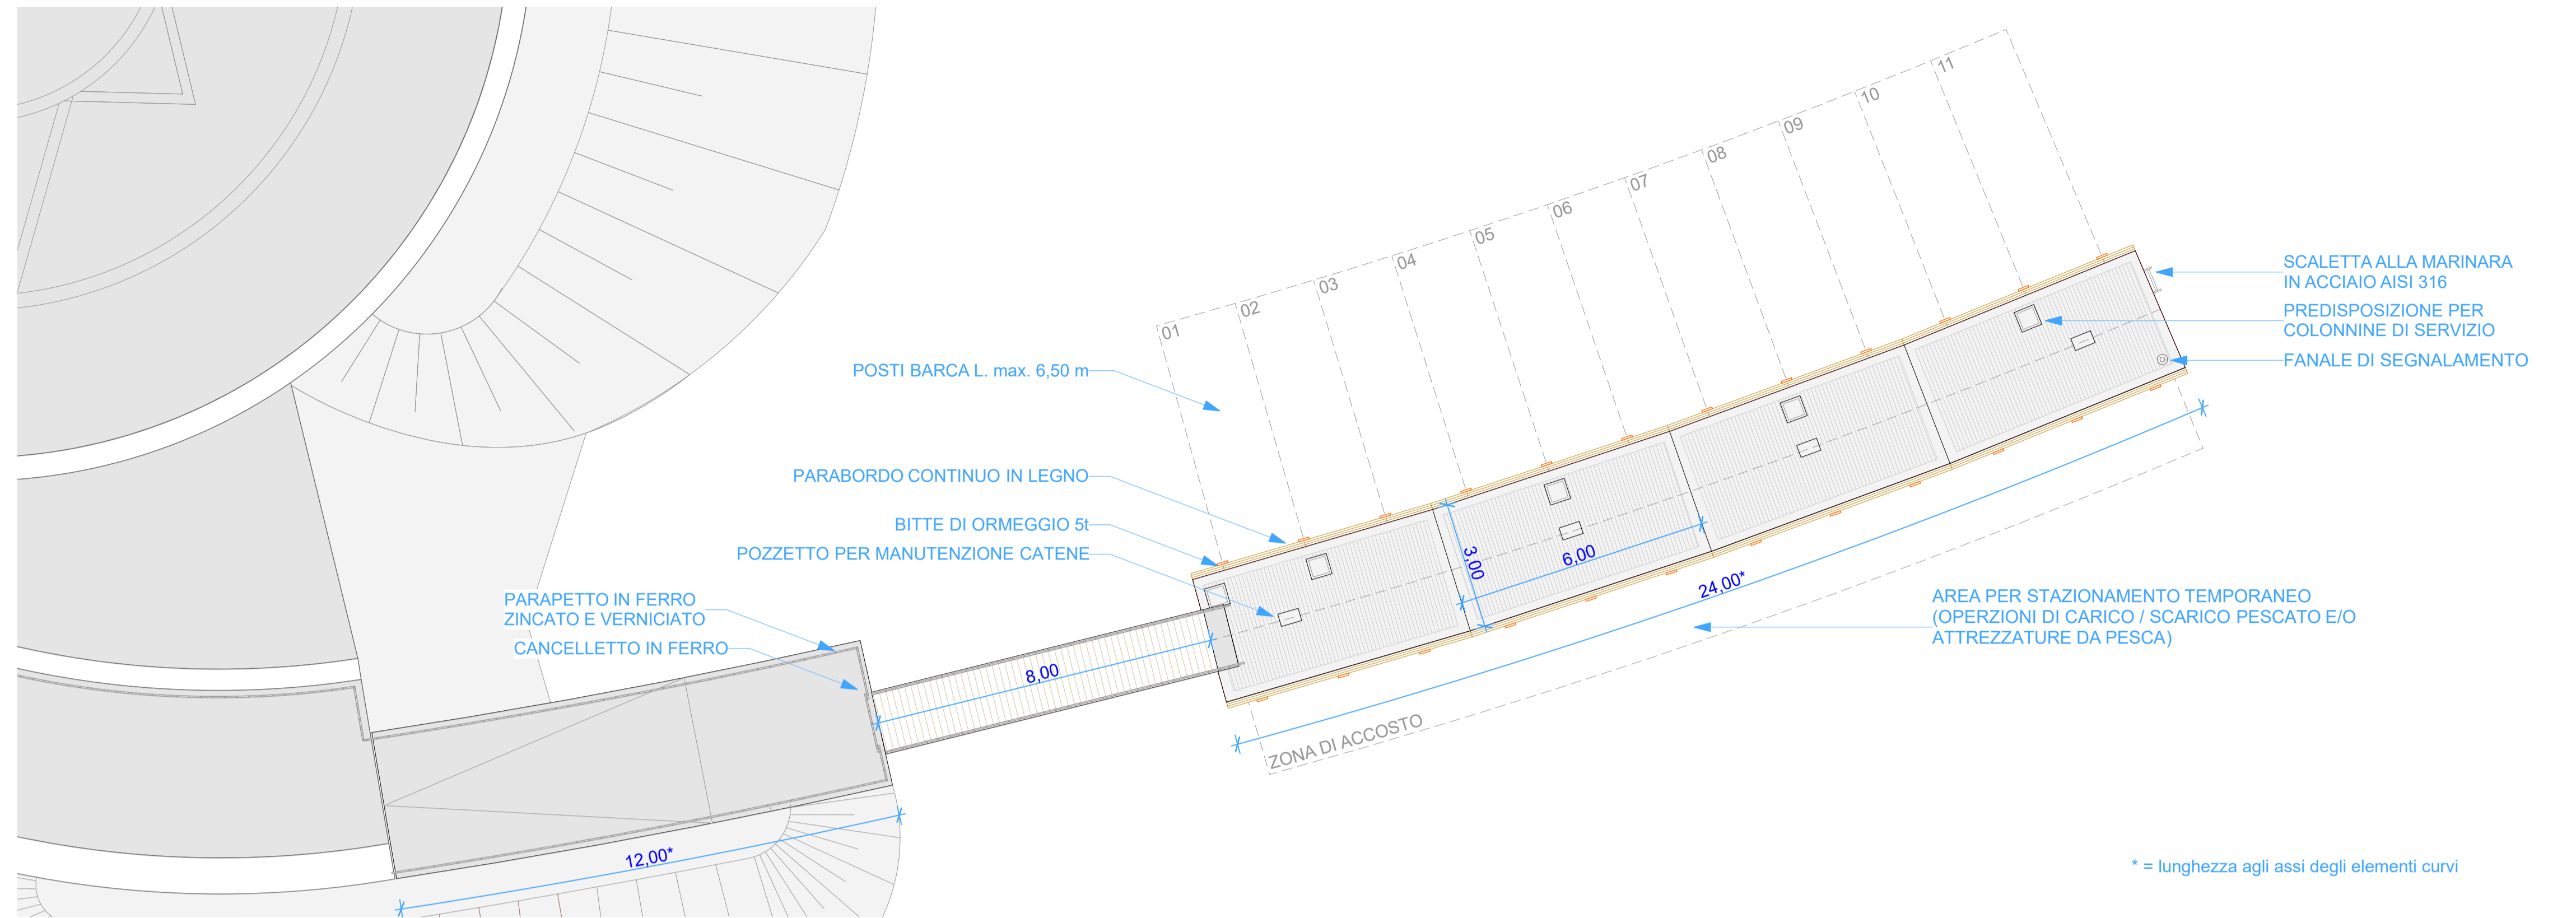 01
02
03
04
05
06
07
08
09
10
11
POSTI BARCA L. max. 6,50 m
PARABORDO CONTINUO IN LEGNO
BITTE DI ORMEGGIO 5t
POZZETTO PER MANUTENZIONE CATENE
PARAPETTO IN FERRO
ZINCATO E VERNICIATO
CANCELLETTO IN FERRO
SCALETTA ALLA MARINARA
IN ACCIAIO AISI 316
PREDISPOSIZIONE PER
COLONNINE DI SERVIZIO
FANALE DI SEGNALAMENTO
3,00
6,00
24,00*
8,00
12,00*
ZONA DI ACCOSTO
AREA PER STAZIONAMENTO TEMPORANEO
(OPERZIONI DI CARICO / SCARICO PESCATO E/O
ATTREZZATURE DA PESCA)
* = lunghezza agli assi degli elementi curvi